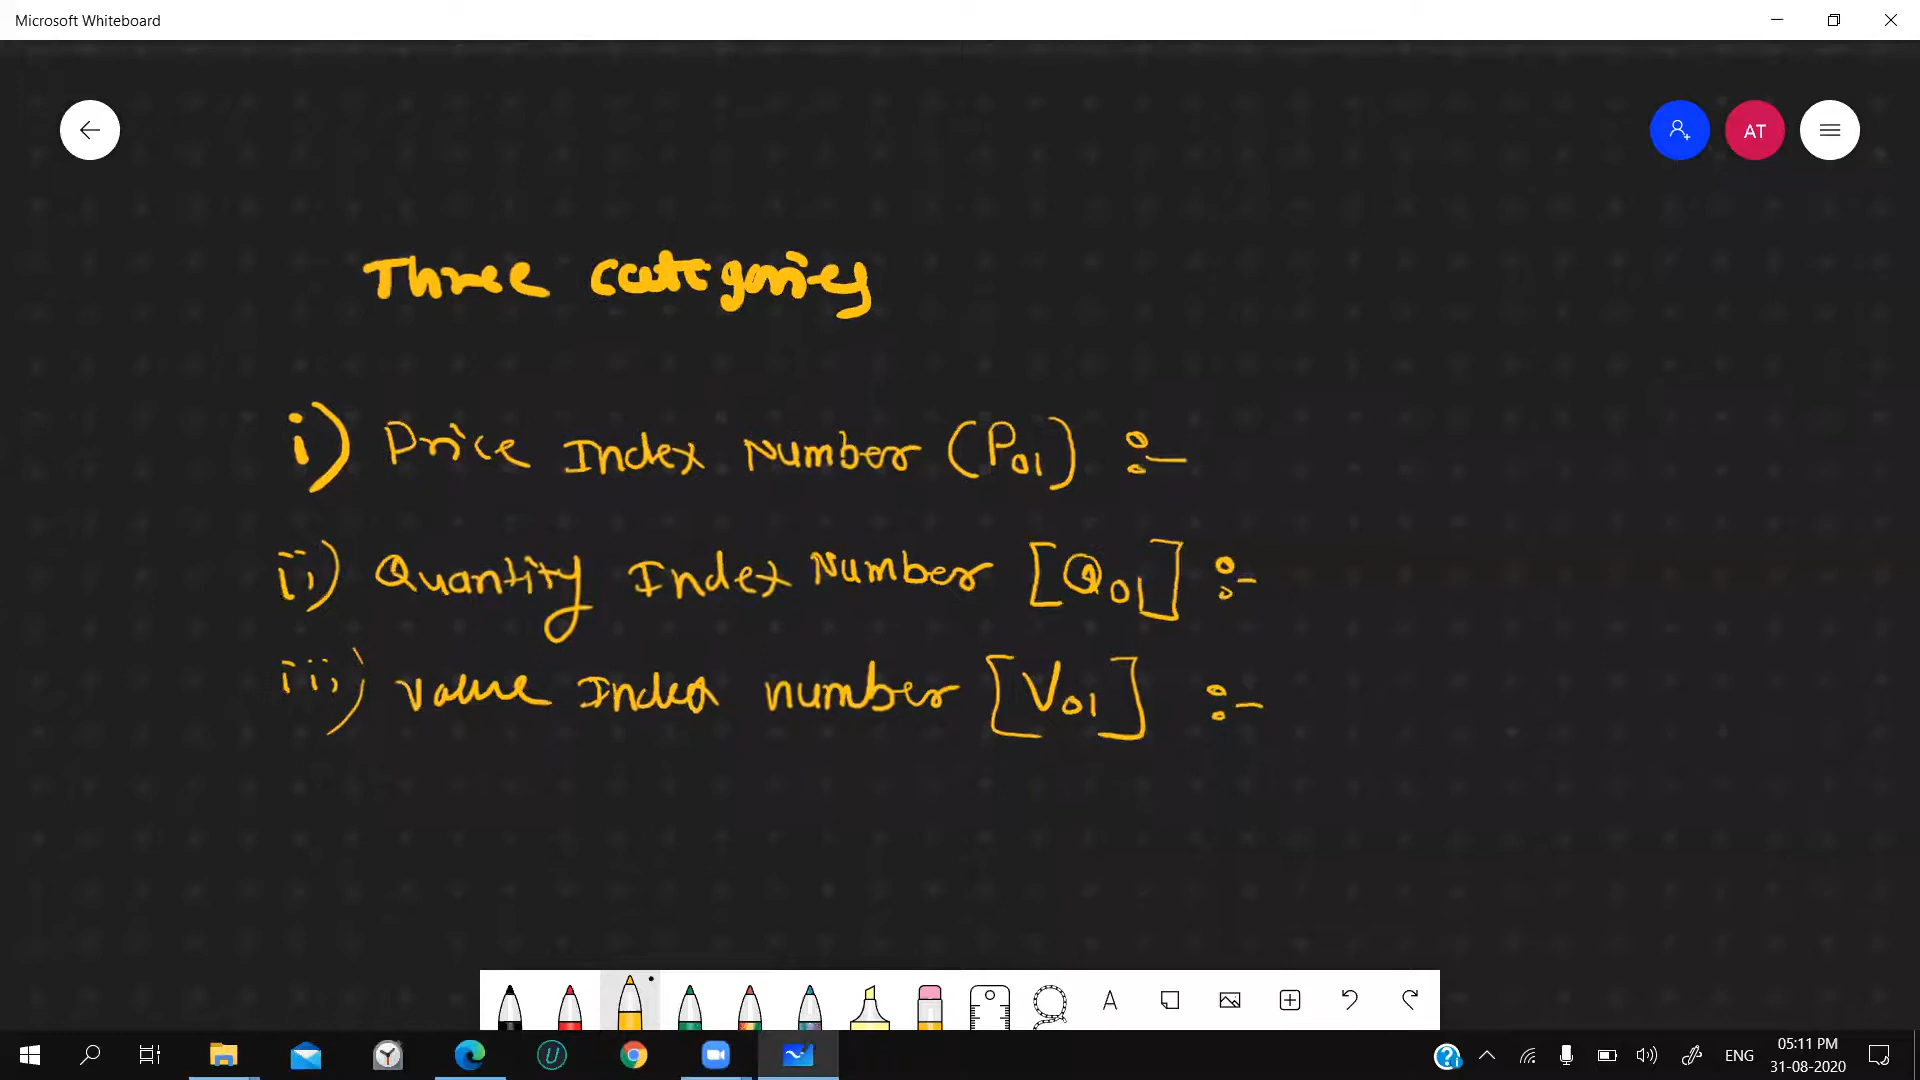 Microsoft Whiteboard
AT
Three categories
i) Price Index Number (P01) :-
ii) Quantity Index Number [Q01] :-
iii) Value Index number [V01] :-
ENG
05:11 PM
31-08-2020